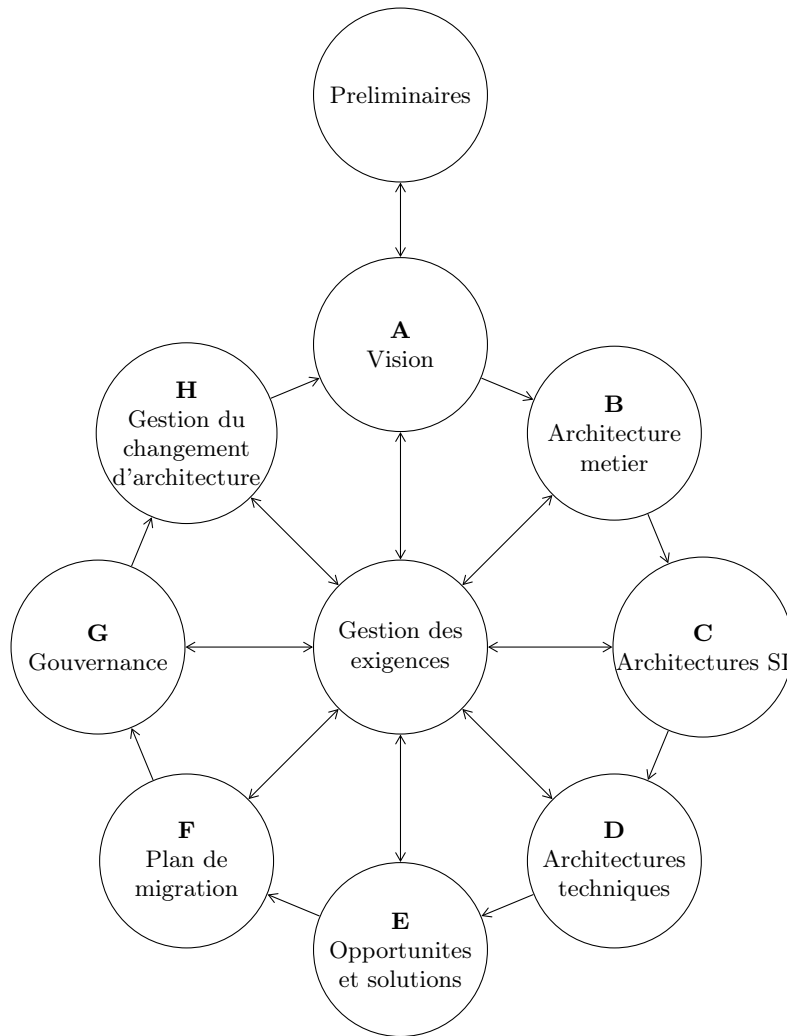 Preliminaires
A
Vision
H
Gestion du
changement
d'architecture
B
Architecture
metier
G
Gouvernance
Gestion des
exigences
C
Architectures SI
F
Plan de
migration
D
Architectures
techniques
E
Opportunites
et solutions